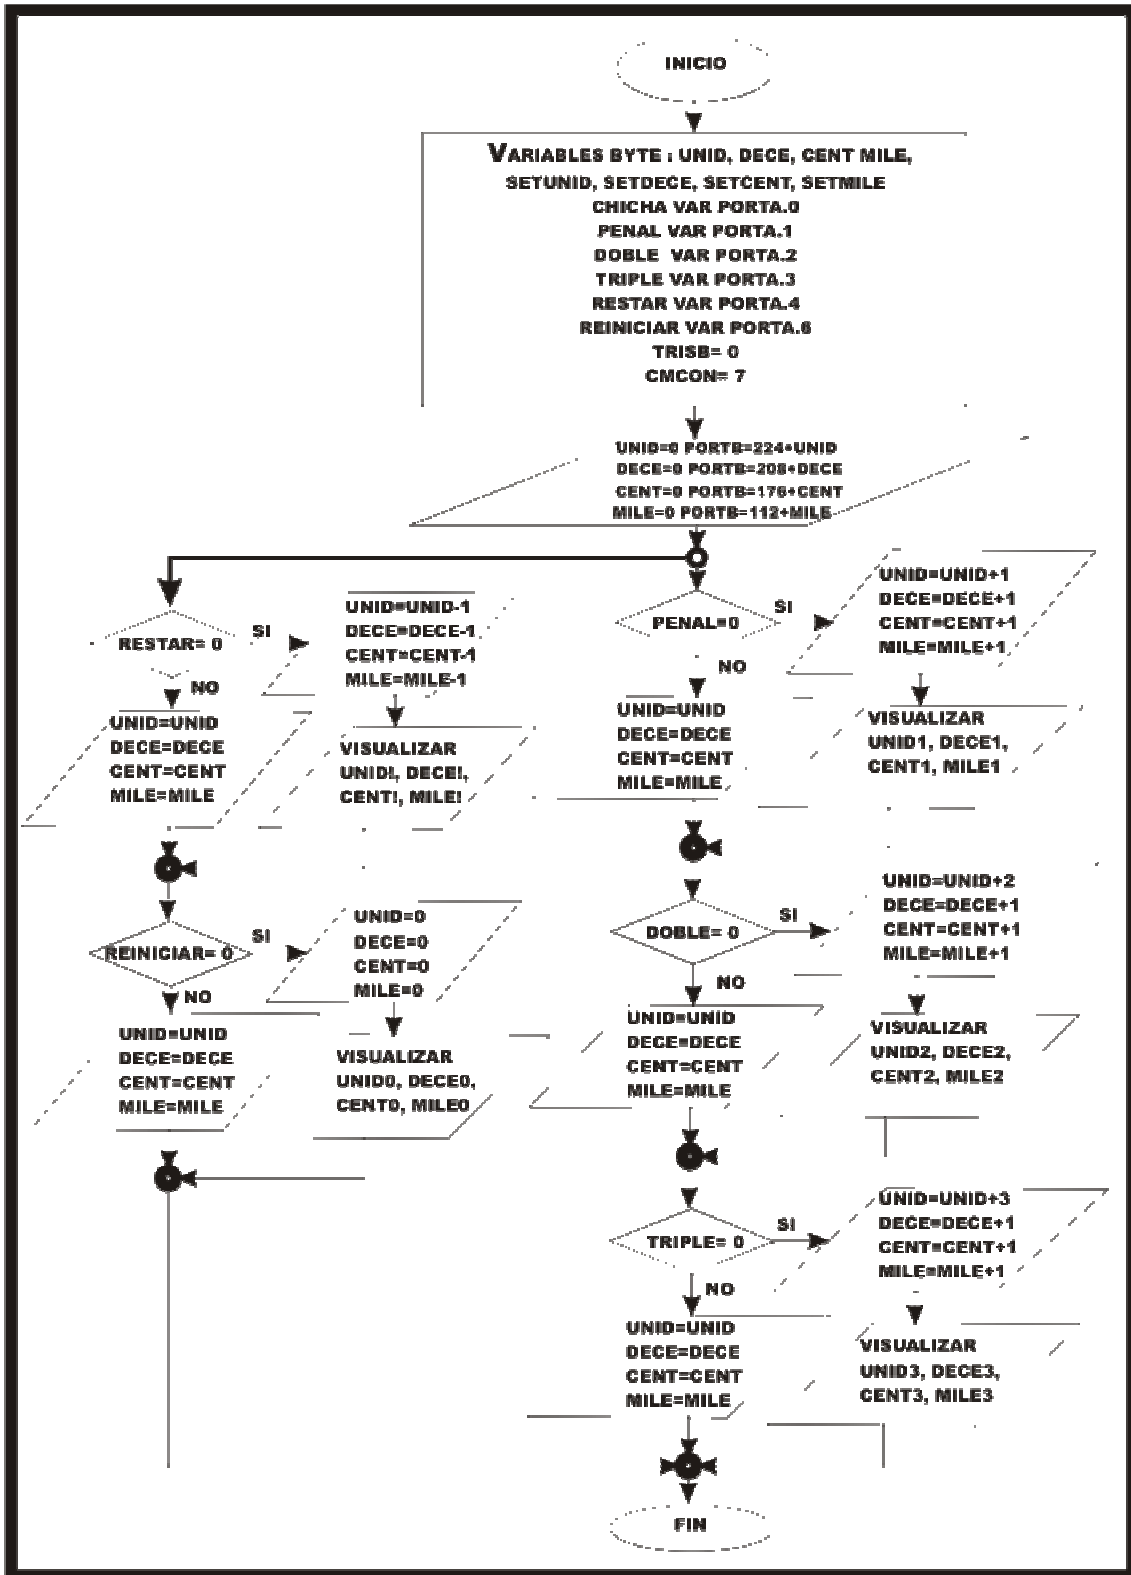 INICIO
VARIABLES BYTE : UNID, DECE, CENT MILE,
SETUNID, SETDECE, SETCENT, SETMILE
CHICHA VAR PORTA.0
PENAL VAR PORTA.1
DOBLE VAR PORTA.2
TRIPLE VAR PORTA.3
RESTAR VAR PORTA.4
REINICIAR VAR PORTA.6
TRISB= 0
CMCON= 7
UNID=0 PORTB=224+UNID
DECE=0 PORTB=208+DECE
CENT=0 PORTB=176+CENT
MILE=0 PORTB=112+MILE
RESTAR= 0
SI
NO
UNID=UNID-1
DECE=DECE-1
CENT=CENT-1
MILE=MILE-1
UNID=UNID
DECE=DECE
CENT=CENT
MILE=MILE
VISUALIZAR
UNID!, DECE!,
CENT!, MILE!
REINICIAR= 0
SI
NO
UNID=0
DECE=0
CENT=0
MILE=0
UNID=UNID
DECE=DECE
CENT=CENT
MILE=MILE
VISUALIZAR
UNID0, DECE0,
CENT0, MILE0
PENAL=0
SI
NO
UNID=UNID+1
DECE=DECE+1
CENT=CENT+1
MILE=MILE+1
UNID=UNID
DECE=DECE
CENT=CENT
MILE=MILE
VISUALIZAR
UNID1, DECE1,
CENT1, MILE1
DOBLE= 0
SI
NO
UNID=UNID+2
DECE=DECE+1
CENT=CENT+1
MILE=MILE+1
UNID=UNID
DECE=DECE
CENT=CENT
MILE=MILE
VISUALIZAR
UNID2, DECE2,
CENT2, MILE2
TRIPLE= 0
SI
NO
UNID=UNID+3
DECE=DECE+1
CENT=CENT+1
MILE=MILE+1
UNID=UNID
DECE=DECE
CENT=CENT
MILE=MILE
VISUALIZAR
UNID3, DECE3,
CENT3, MILE3
FIN